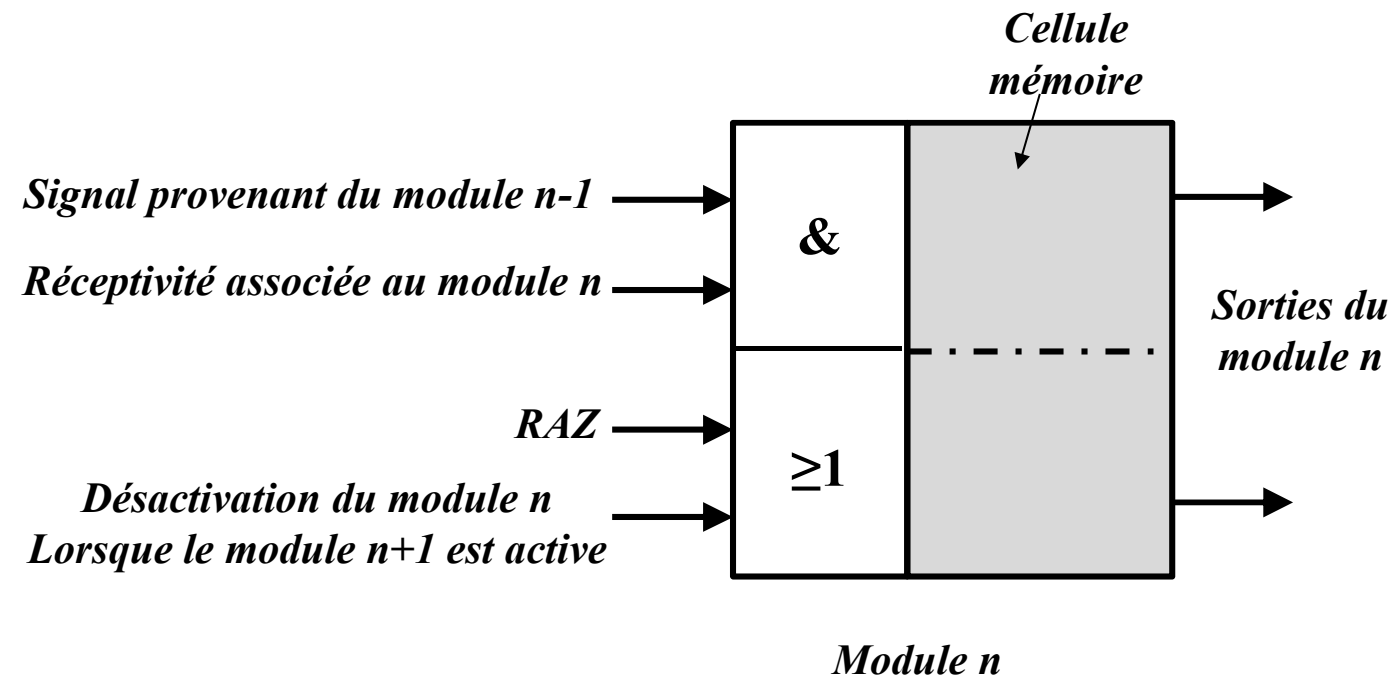 Cellule
mémoire
Signal provenant du module n-1
&
Réceptivité associée au module n
Sorties du
module n
RAZ
≥1
Désactivation du module n
Lorsque le module n+1 est active
Module n